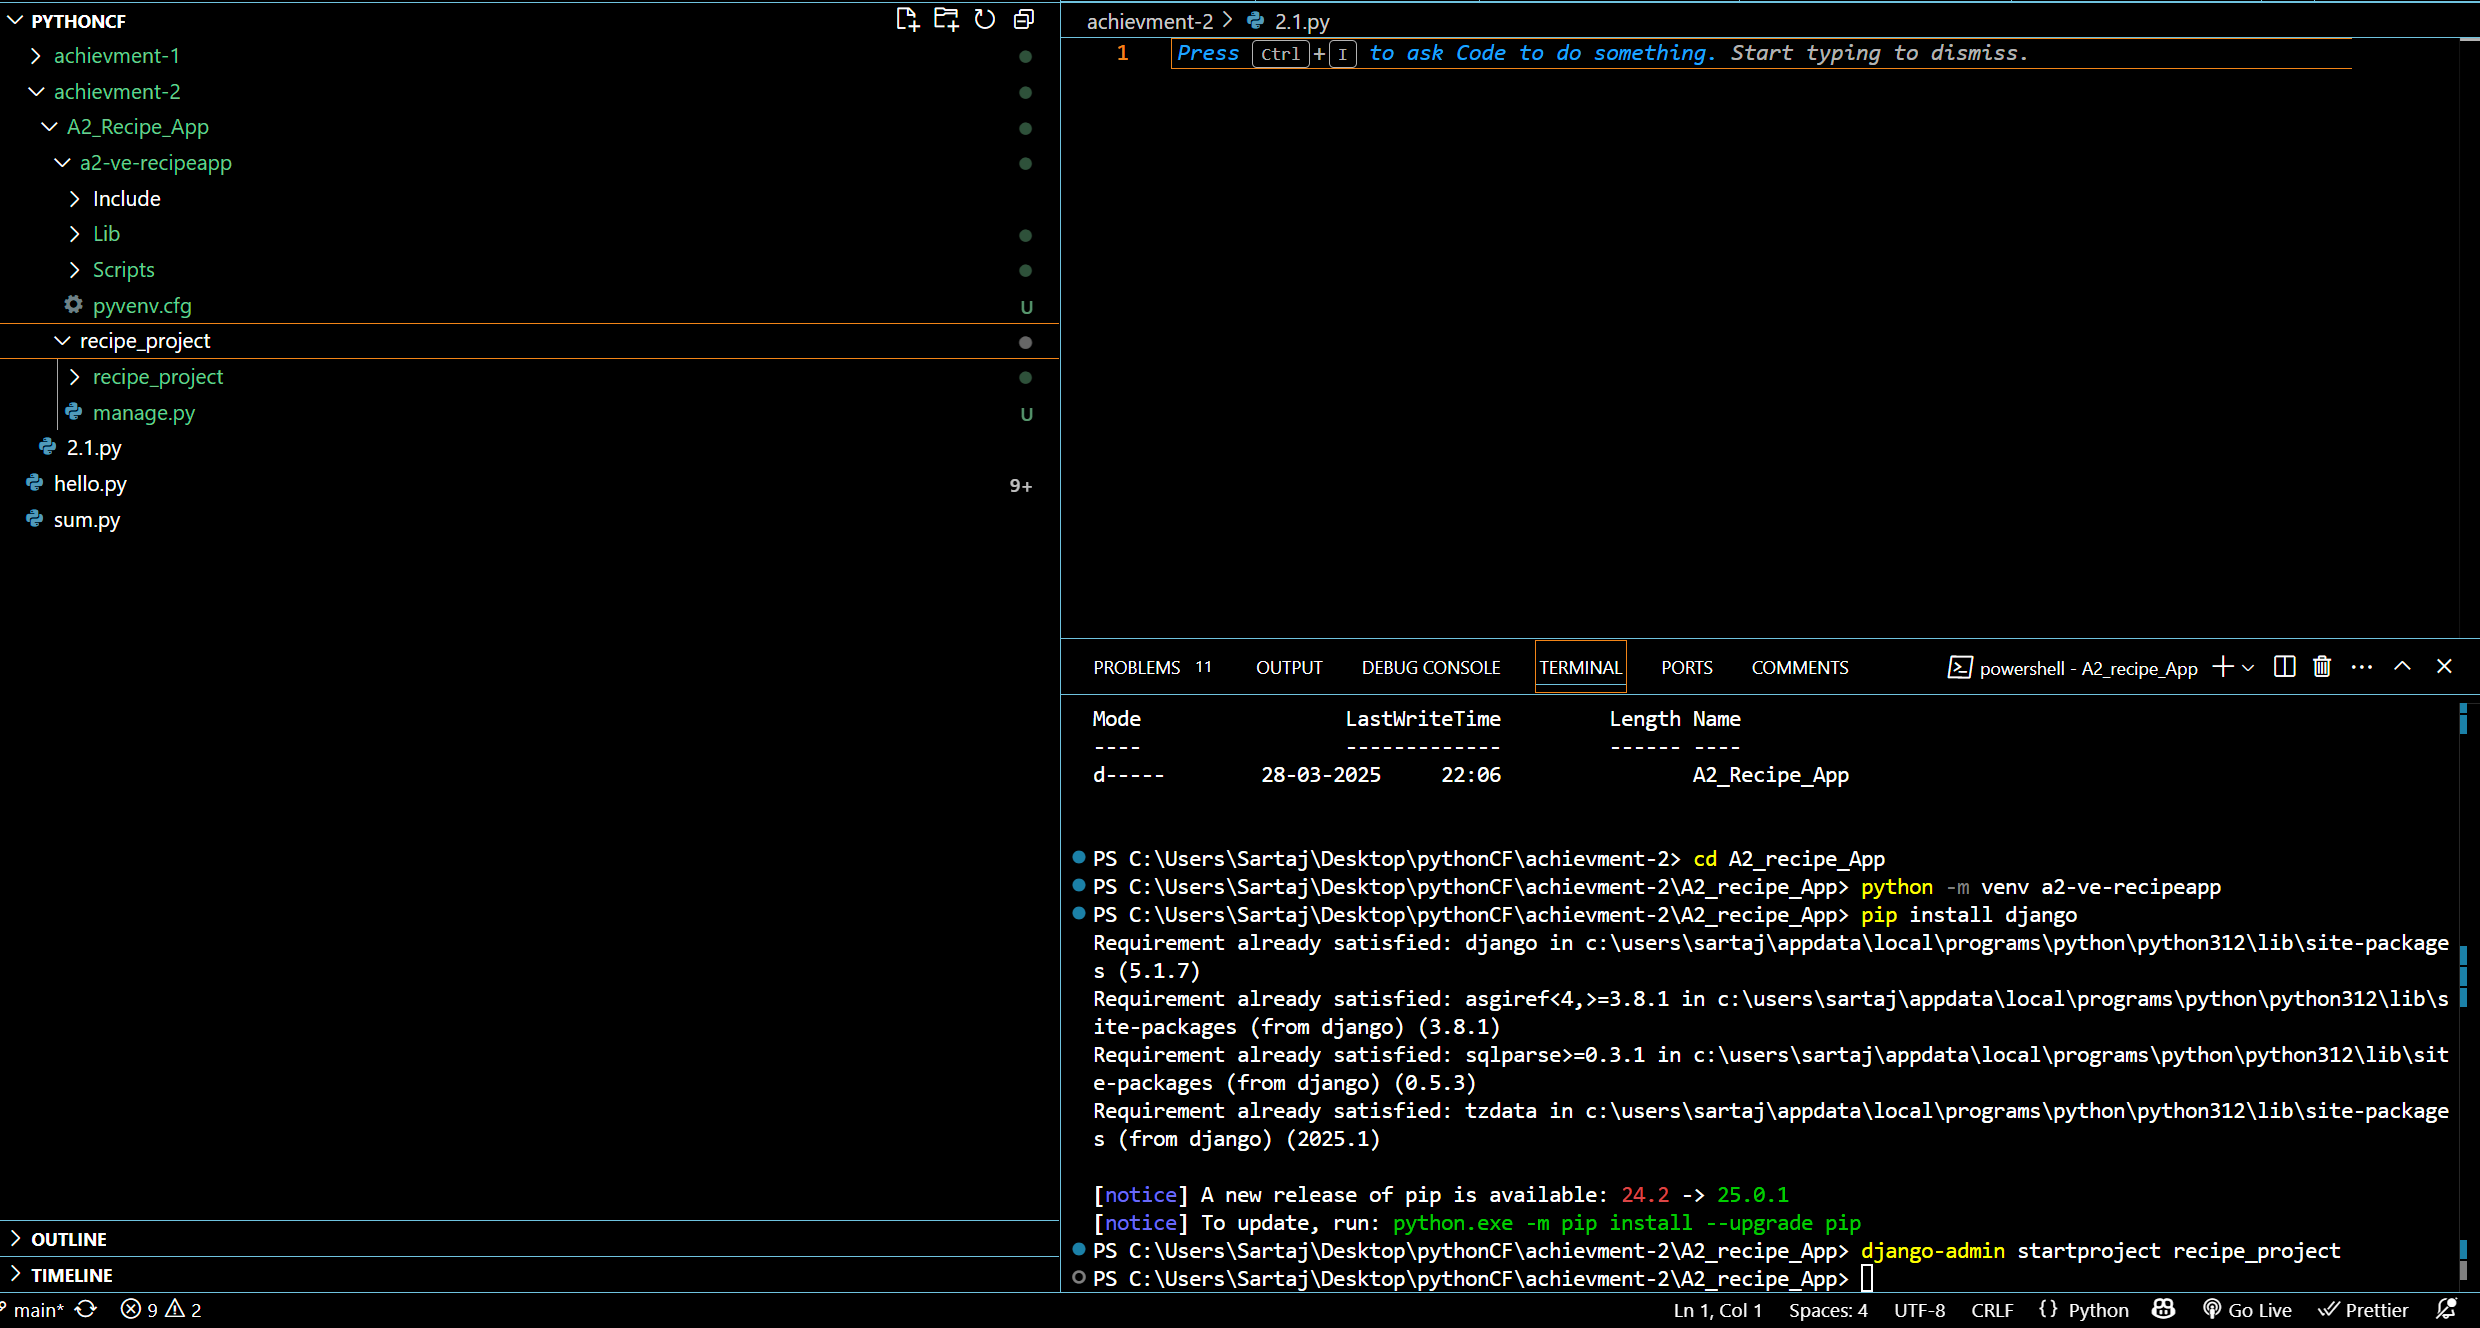 PYTHONCF
achievment-1
achievment-2
A2_Recipe_App
a2-ve-recipeapp
Include
Lib
Scripts
pyvenv.cfg U
recipe_project
recipe_project
manage.py U
2.1.py
hello.py 9+
sum.py
OUTLINE
TIMELINE
achievment-2 > 2.1.py
1 Press Ctrl + I to ask Code to do something. Start typing to dismiss.
PROBLEMS 11 OUTPUT DEBUG CONSOLE TERMINAL PORTS COMMENTS powershell - A2_recipe_App
Mode LastWriteTime Length Name
---- ------------- ------ ----
d----- 28-03-2025 22:06 A2_Recipe_App
PS C:\Users\Sartaj\Desktop\pythonCF\achievment-2> cd A2_recipe_App
PS C:\Users\Sartaj\Desktop\pythonCF\achievment-2\A2_recipe_App> python -m venv a2-ve-recipeapp
PS C:\Users\Sartaj\Desktop\pythonCF\achievment-2\A2_recipe_App> pip install django
Requirement already satisfied: django in c:\users\sartaj\appdata\local\programs\python\python312\lib\site-package
s (5.1.7)
Requirement already satisfied: asgiref<4,>=3.8.1 in c:\users\sartaj\appdata\local\programs\python\python312\lib\s
ite-packages (from django) (3.8.1)
Requirement already satisfied: sqlparse>=0.3.1 in c:\users\sartaj\appdata\local\programs\python\python312\lib\sit
e-packages (from django) (0.5.3)
Requirement already satisfied: tzdata in c:\users\sartaj\appdata\local\programs\python\python312\lib\site-package
s (from django) (2025.1)
[notice] A new release of pip is available: 24.2 -> 25.0.1
[notice] To update, run: python.exe -m pip install --upgrade pip
PS C:\Users\Sartaj\Desktop\pythonCF\achievment-2\A2_recipe_App> django-admin startproject recipe_project
PS C:\Users\Sartaj\Desktop\pythonCF\achievment-2\A2_recipe_App>
main* 9 2 Ln 1, Col 1 Spaces: 4 UTF-8 CRLF {} Python Go Live Prettier